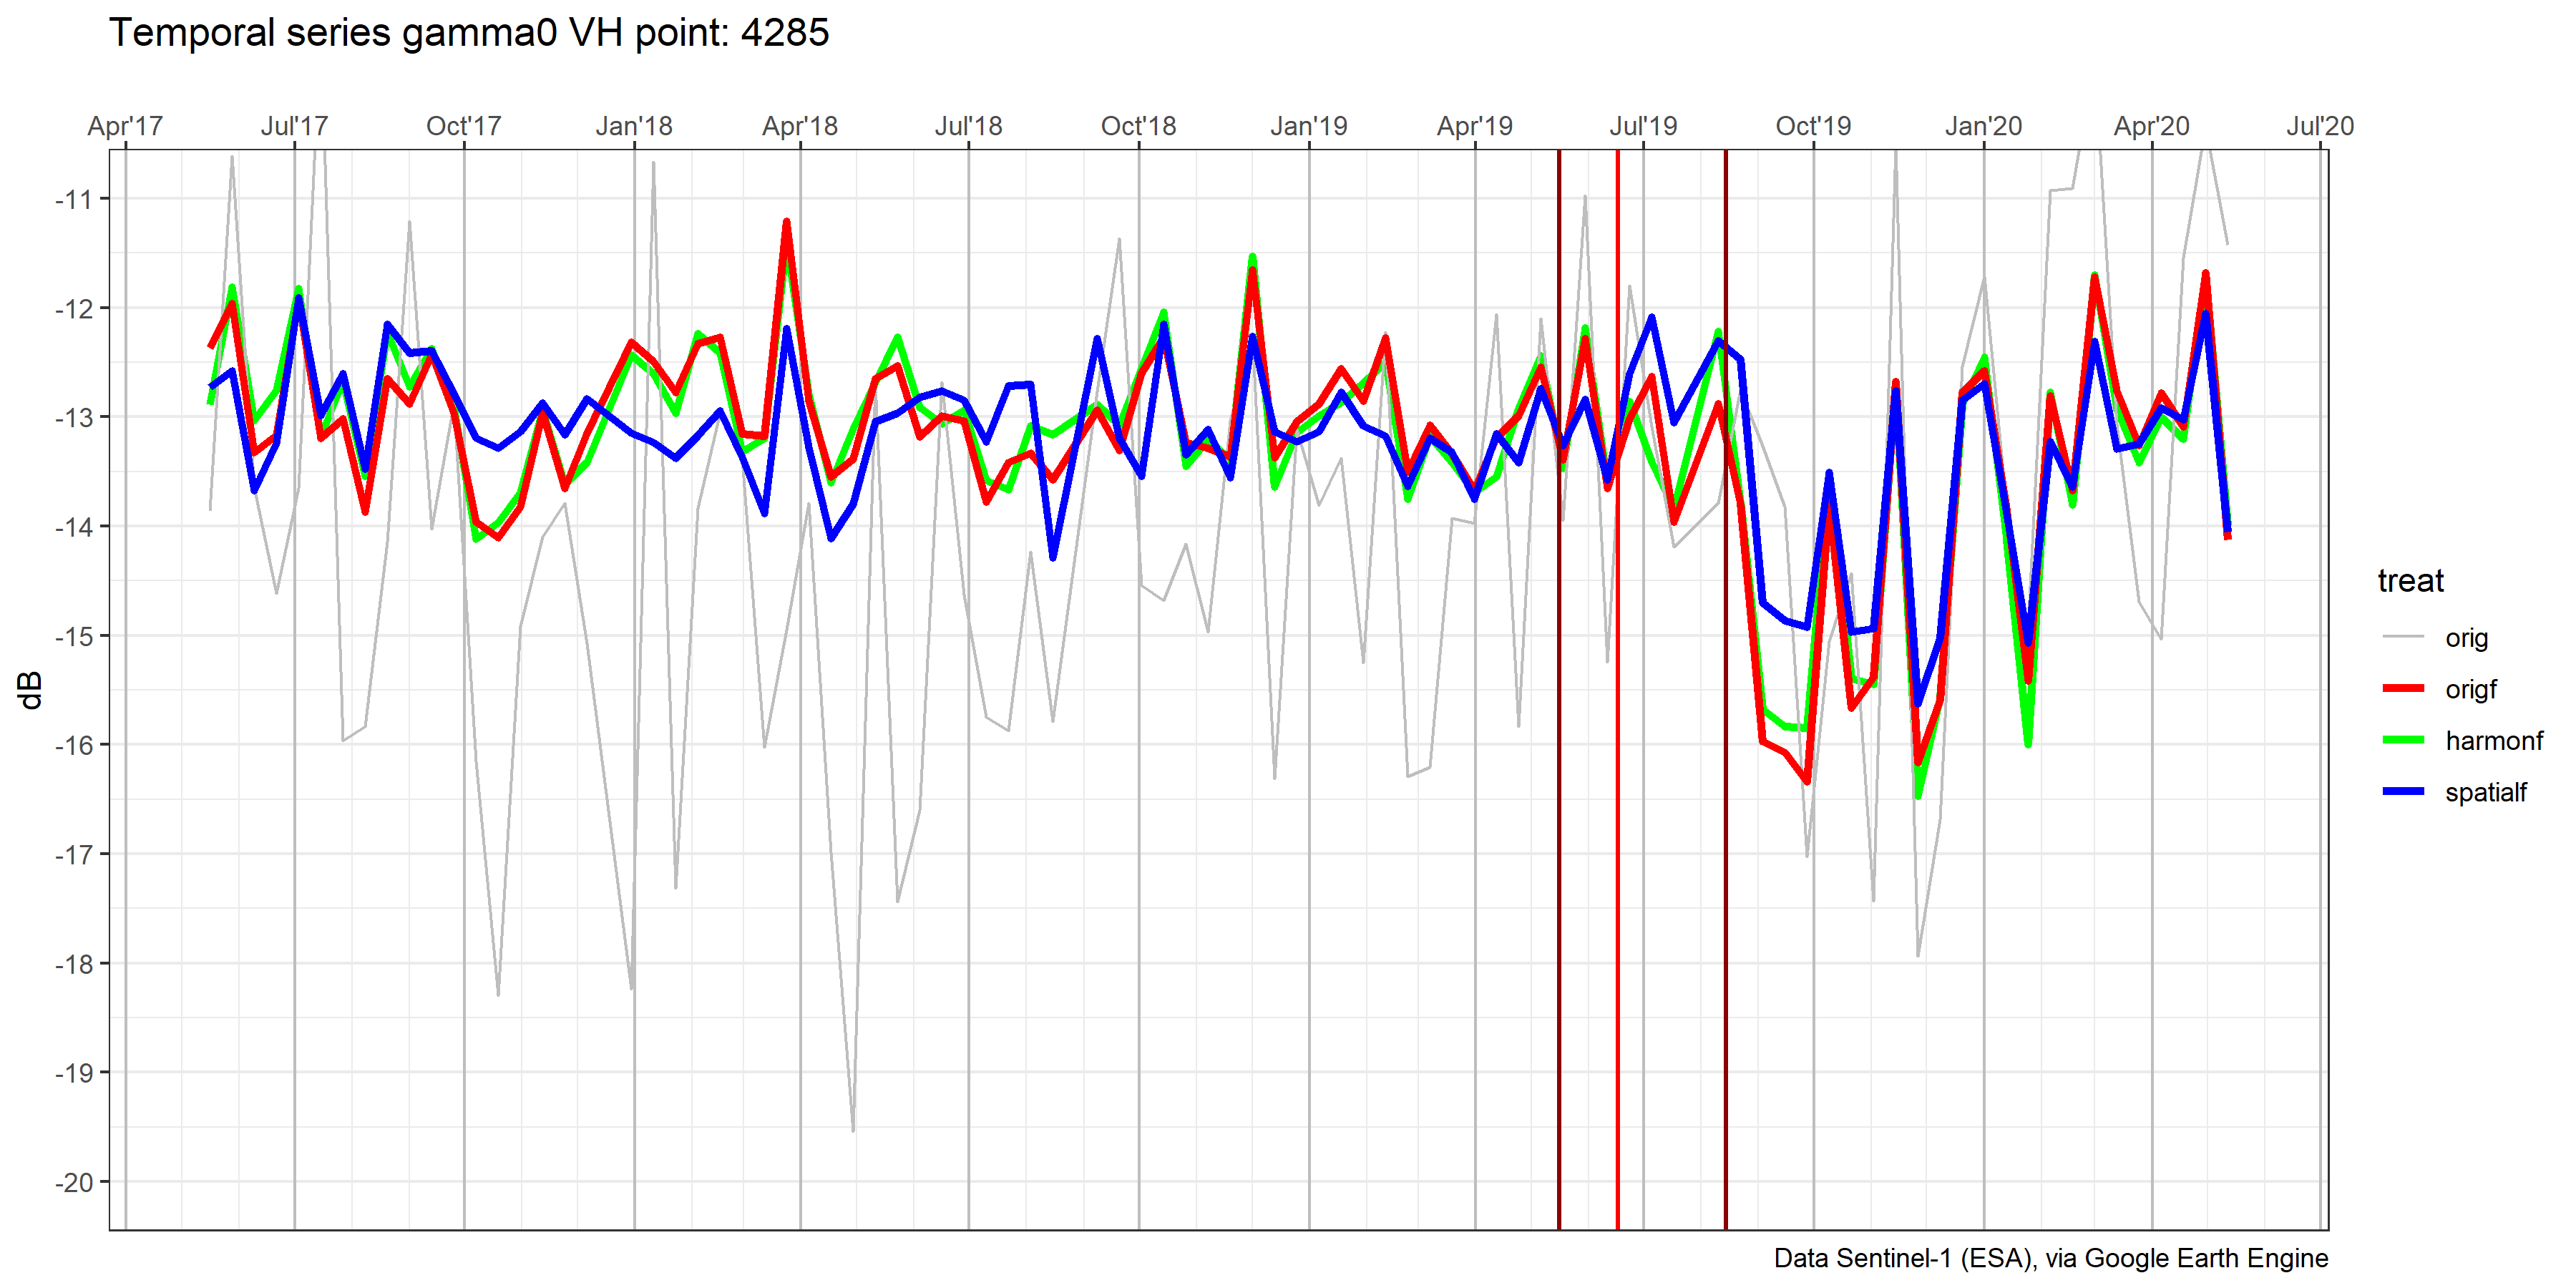 Temporal series gamma0 VH point: 4285
Apr'17 Jul'17 Oct'17 Jan'18 Apr'18 Jul'18 Oct'18 Jan'19 Apr'19 Jul'19 Oct'19 Jan'20 Apr'20 Jul'20
-11
-12
-13
-14
-15
-16
-17
-18
-19
-20
dB
treat
orig
origf
harmonf
spatialf
Data Sentinel-1 (ESA), via Google Earth Engine